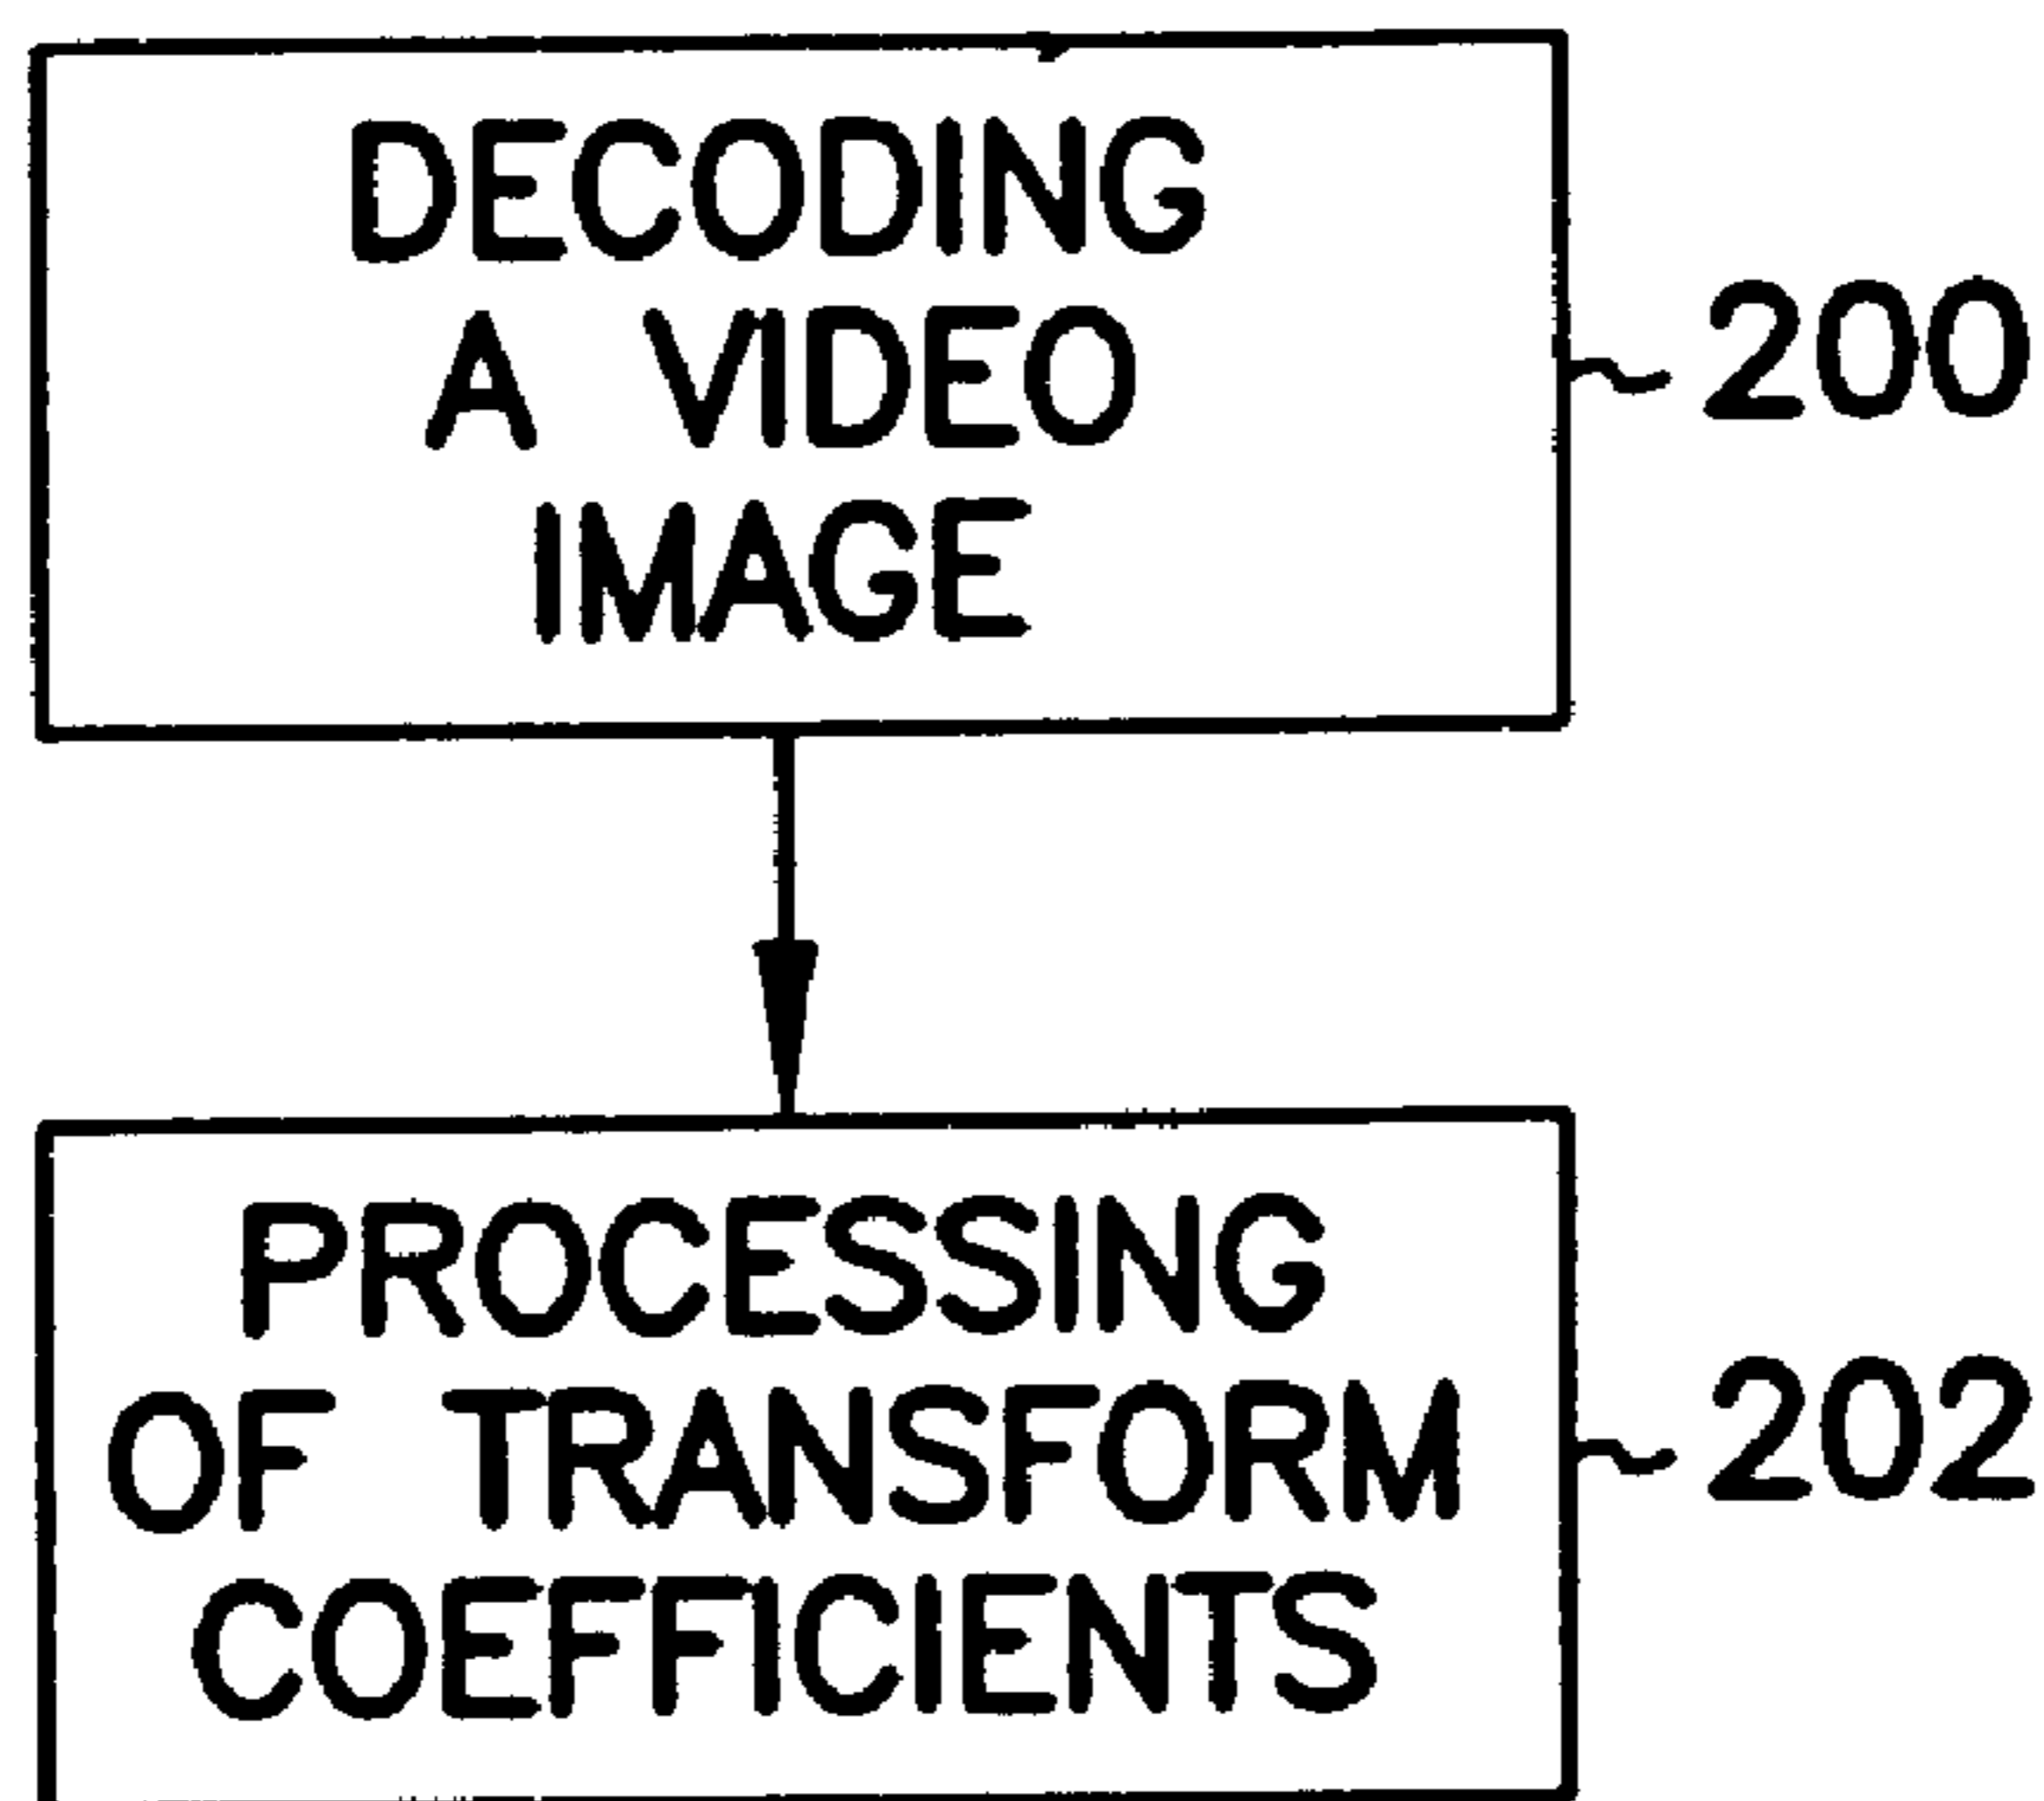 DECODING
A VIDEO
IMAGE
200
PROCESSING
OF TRANSFORM
COEFFICIENTS
202